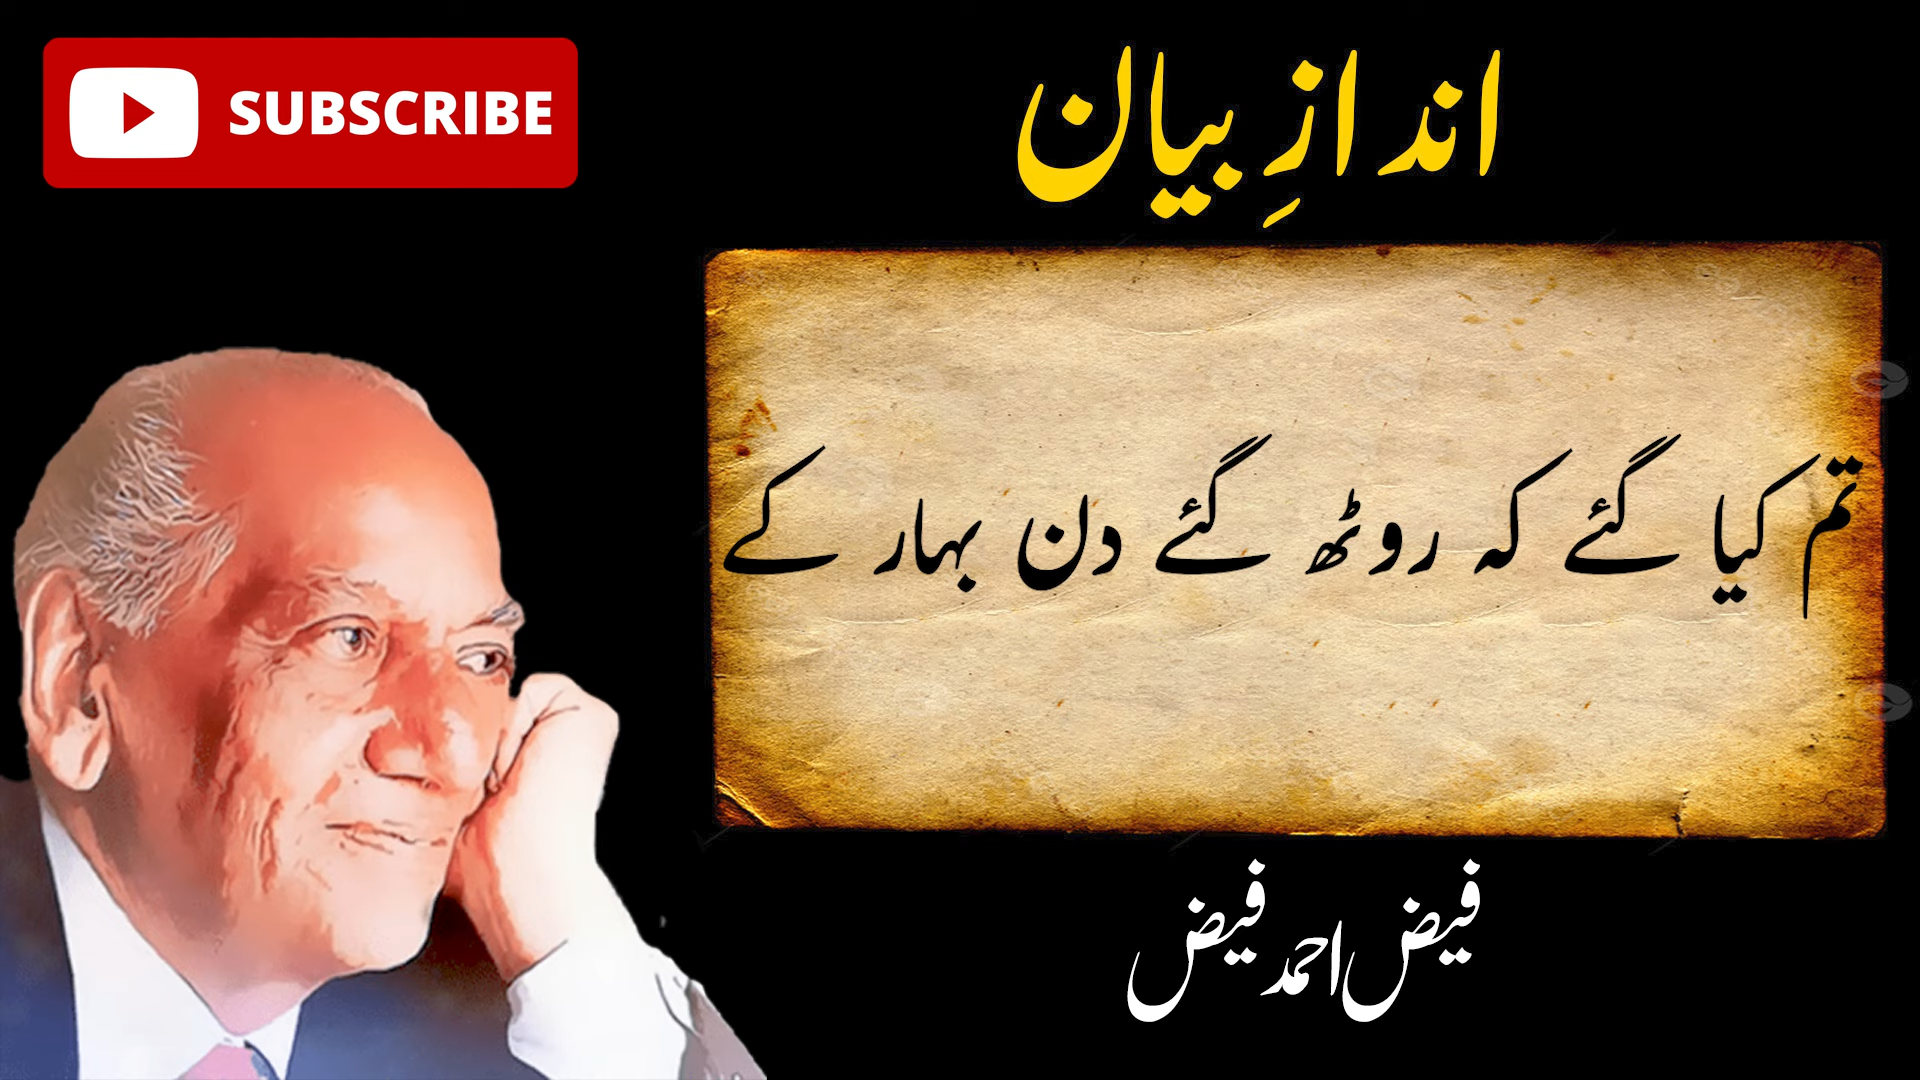 SUBSCRIBE
اندازِ بیان
تم کیا گئے کہ روٹھ گئے دن بہار کے
فیض احمد فیض